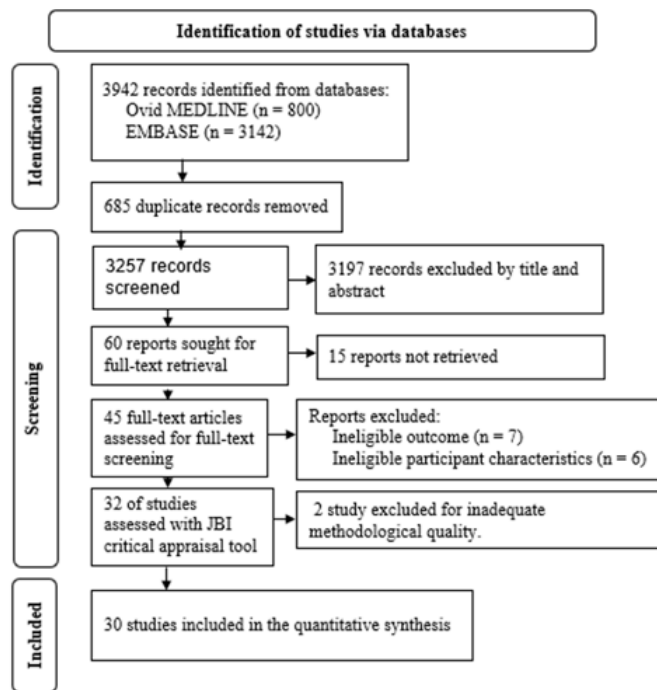 Identification of studies via databases
Identification
3942 records identified from databases:
Ovid MEDLINE (n = 800)
EMBASE (n = 3142)
685 duplicate records removed
Screening
3257 records
screened
3197 records excluded by title and
abstract
60 reports sought for
full-text retrieval
15 reports not retrieved
45 full-text articles
assessed for full-text
screening
Reports excluded:
Ineligible outcome (n = 7)
Ineligible participant characteristics (n = 6)
32 of studies
assessed with JBI
critical appraisal tool
2 study excluded for inadequate
methodological quality.
Included
30 studies included in the quantitative synthesis